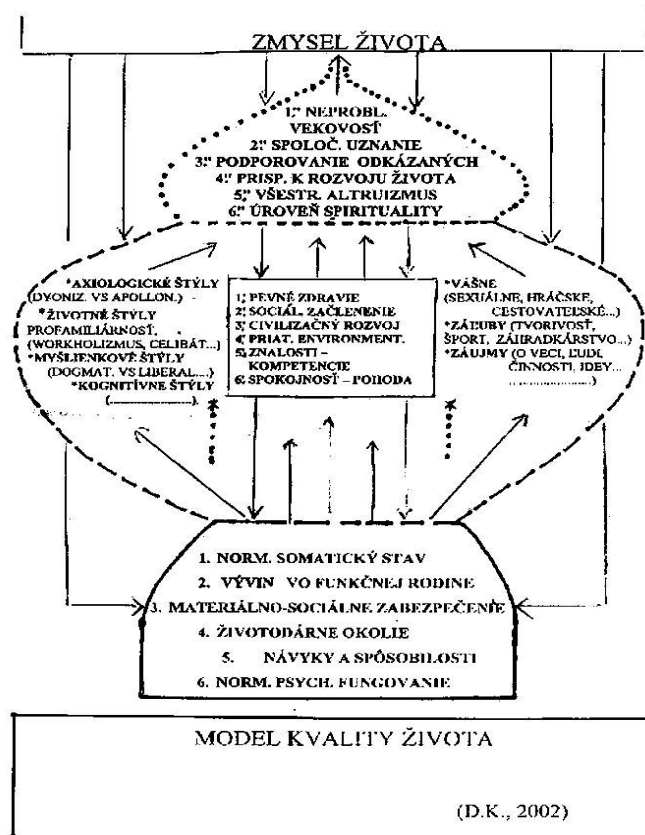 ZMYSEL ŽIVOTA
1." NEPROBL.
VEKOVOSŤ
2." SPOLOČ. UZNANIE
3." PODPOROVANIE ODKÁZANÝCH
4." PRISP. K ROZVOJU ŽIVOTA
5." VŠESTR. ALTRUIZMUS
6." ÚROVEŇ SPIRITUALITY
*AXIOLOGICKÉ ŠTÝLY
(DYONIZ. VS APOLLON.)
*ŽIVOTNÉ ŠTÝLY
PROFAMILIÁRNOSŤ,
(WORKHOLIZMUS, CELIBÁT...)
*MYŠLIENKOVÉ ŠTÝLY
(DOGMAT. VS LIBERAL....)
*KOGNITÍVNE ŠTÝLY
(......................).
1, PEVNÉ ZDRAVIE
2, SOCIÁL. ZAČLENENIE
3, CIVILIZAČNÝ ROZVOJ
4, PRIAT. ENVIRONMENT.
5, ZNALOSTI –
KOMPETENCIE
6, SPOKOJNOSŤ – POHODA
*VÁŠNE
(SEXUÁLNE, HRÁČSKE,
CESTOVATEĽSKÉ...)
*ZÁĽUBY (TVORIVOSŤ,
ŠPORT, ZÁHRADKÁRSTVO...)
*ZÁUJMY (O VECI, ĽUDÍ,
ČINNOSTI, IDEY...
.......................)
1. NORM. SOMATICKÝ STAV
2. VÝVIN VO FUNKČNEJ RODINE
3. MATERIÁLNO-SOCIÁLNE ZABEZPEČENIE
4. ŽIVOTODÁRNE OKOLIE
5. NÁVYKY A SPÔSOBILOSTI
6. NORM. PSYCH. FUNGOVANIE
MODEL KVALITY ŽIVOTA
(D.K., 2002)